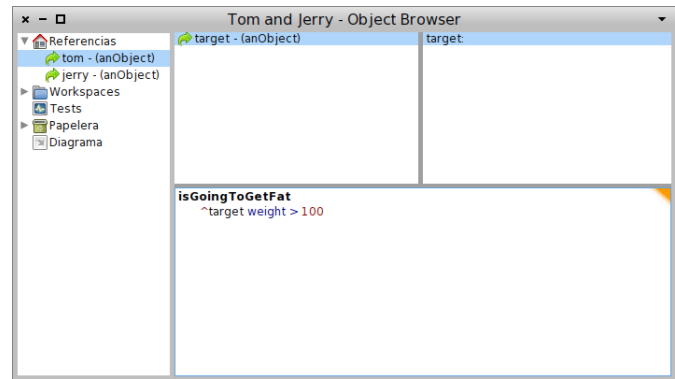 Tom and Jerry - Object Browser
Referencias
tom - (anObject)
jerry - (anObject)
Workspaces
Tests
Papelera
Diagrama
target - (anObject)
target:
isGoingToGetFat
^target weight > 100